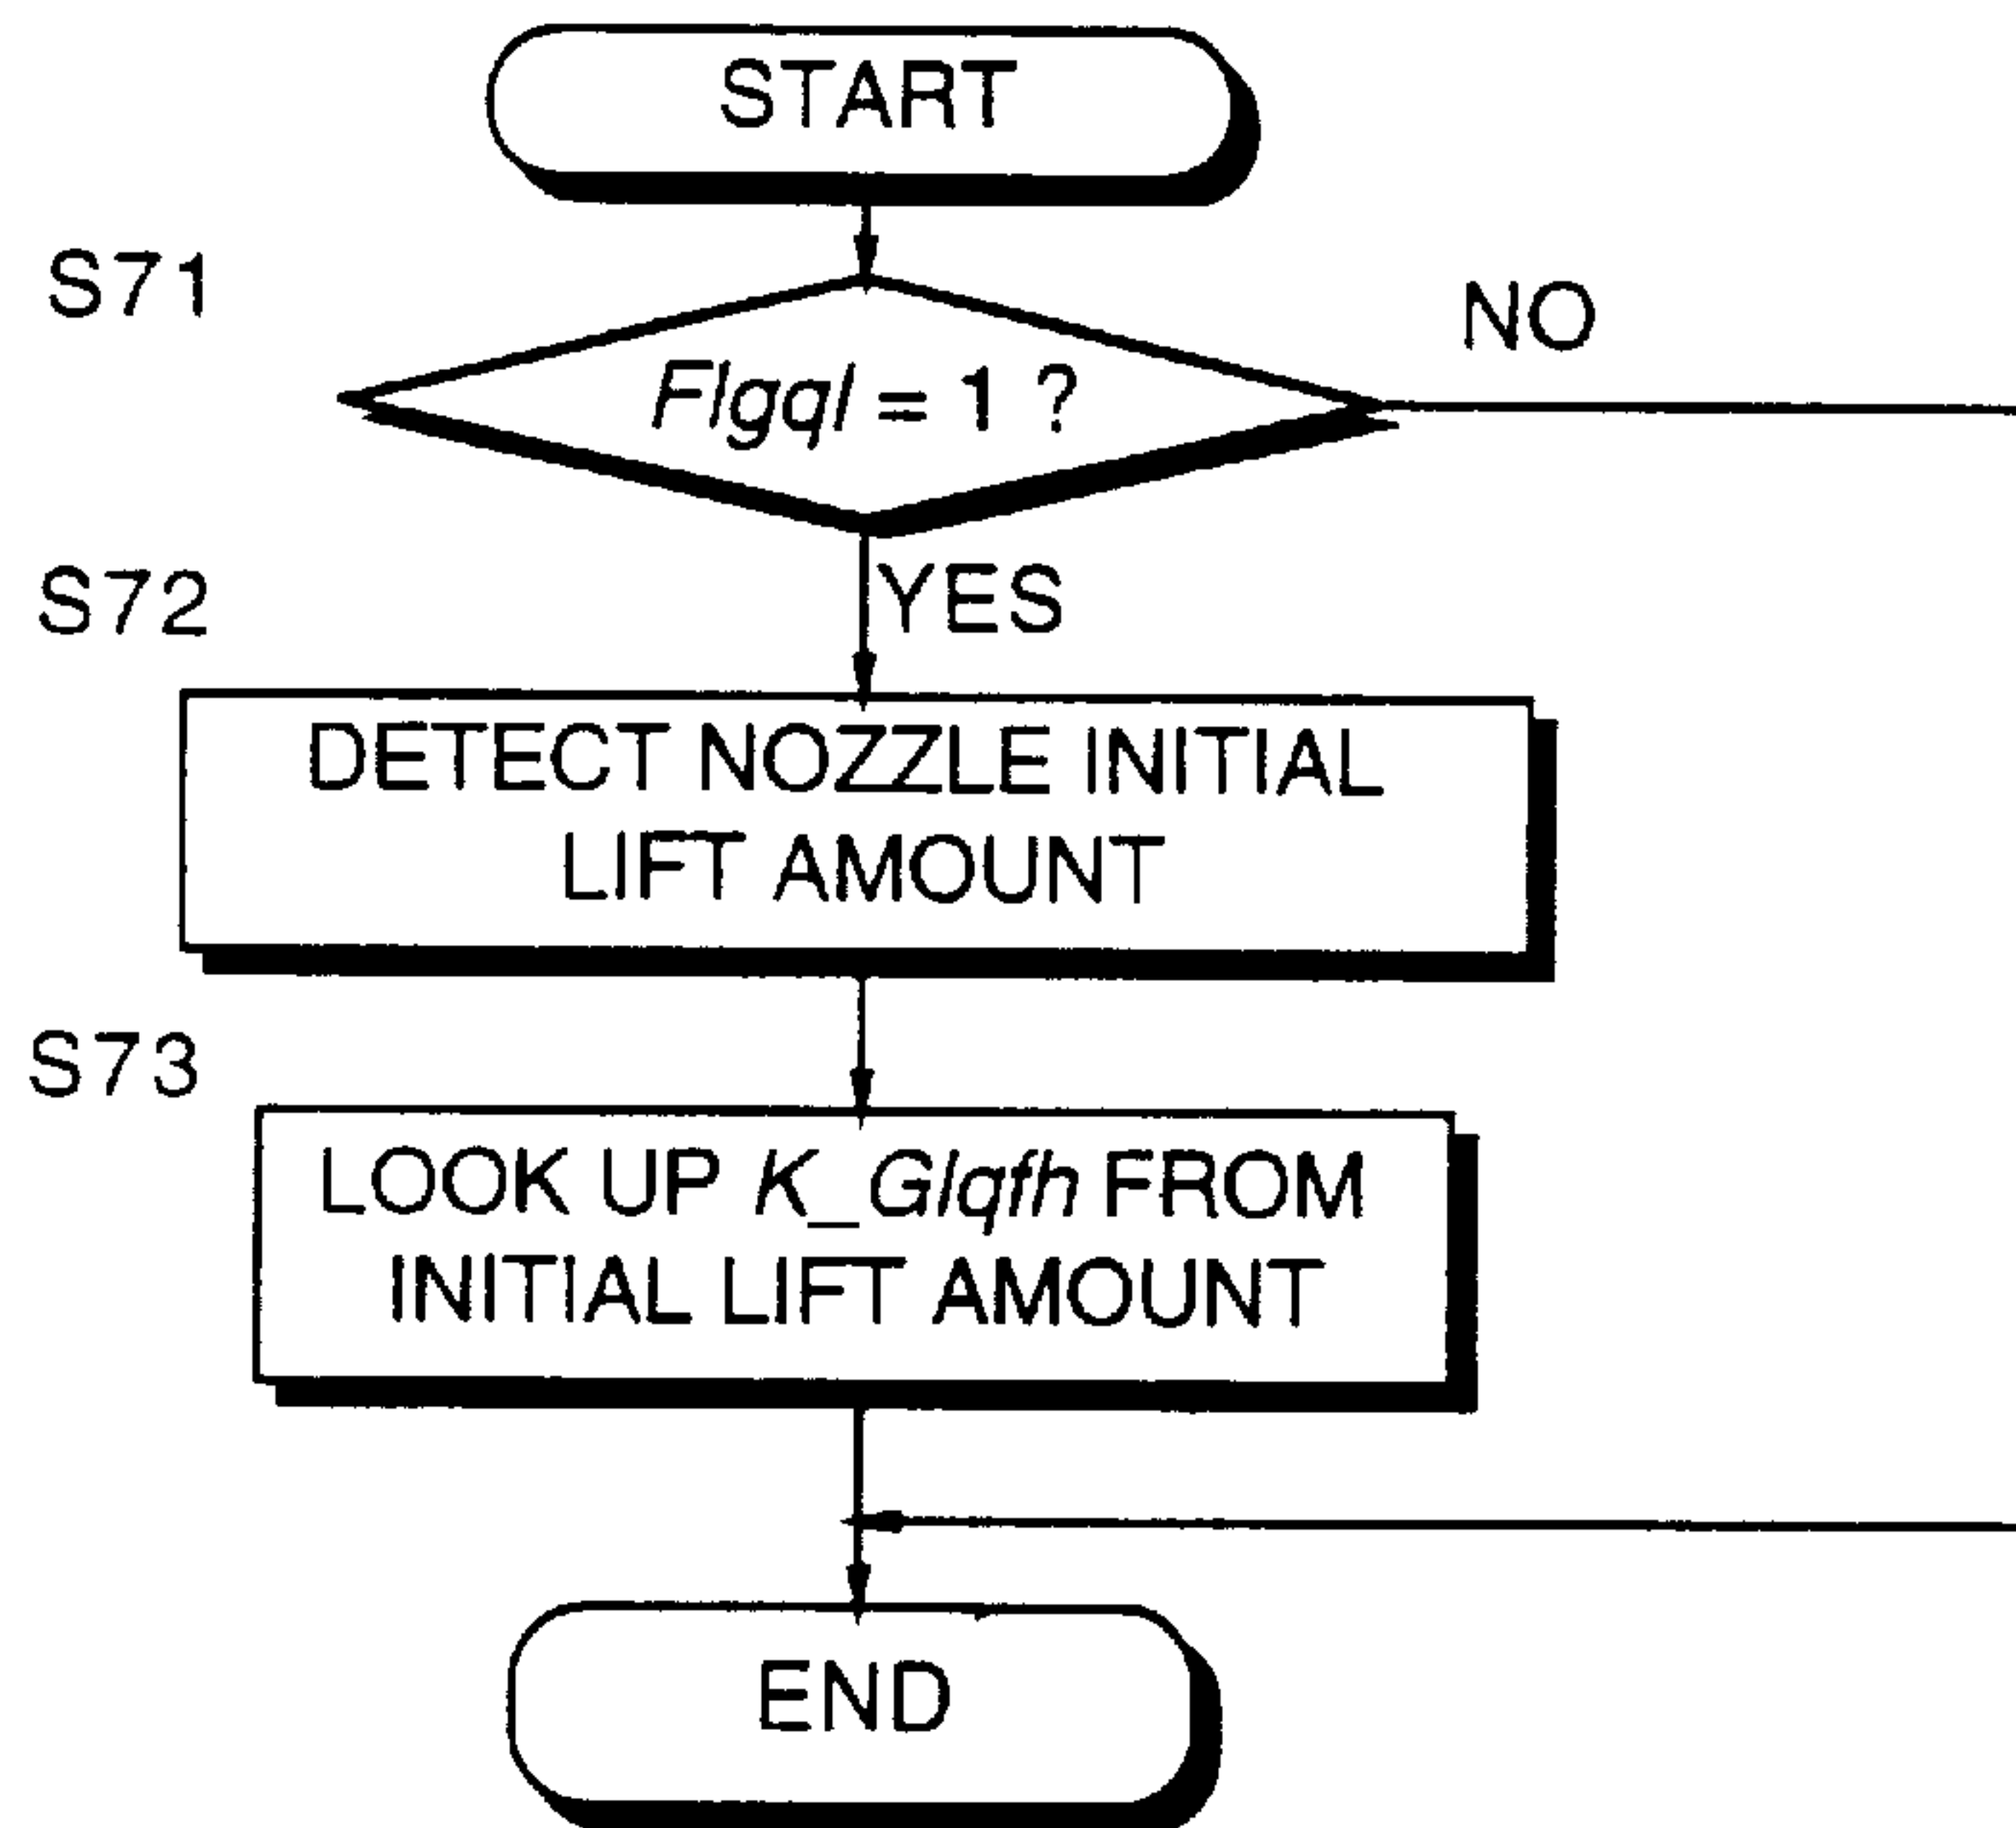 START
S71
NO
Flgql = 1 ?
S72
YES
DETECT NOZZLE INITIAL
LIFT AMOUNT
S73
LOOK UP K_Glqfh FROM
INITIAL LIFT AMOUNT
END